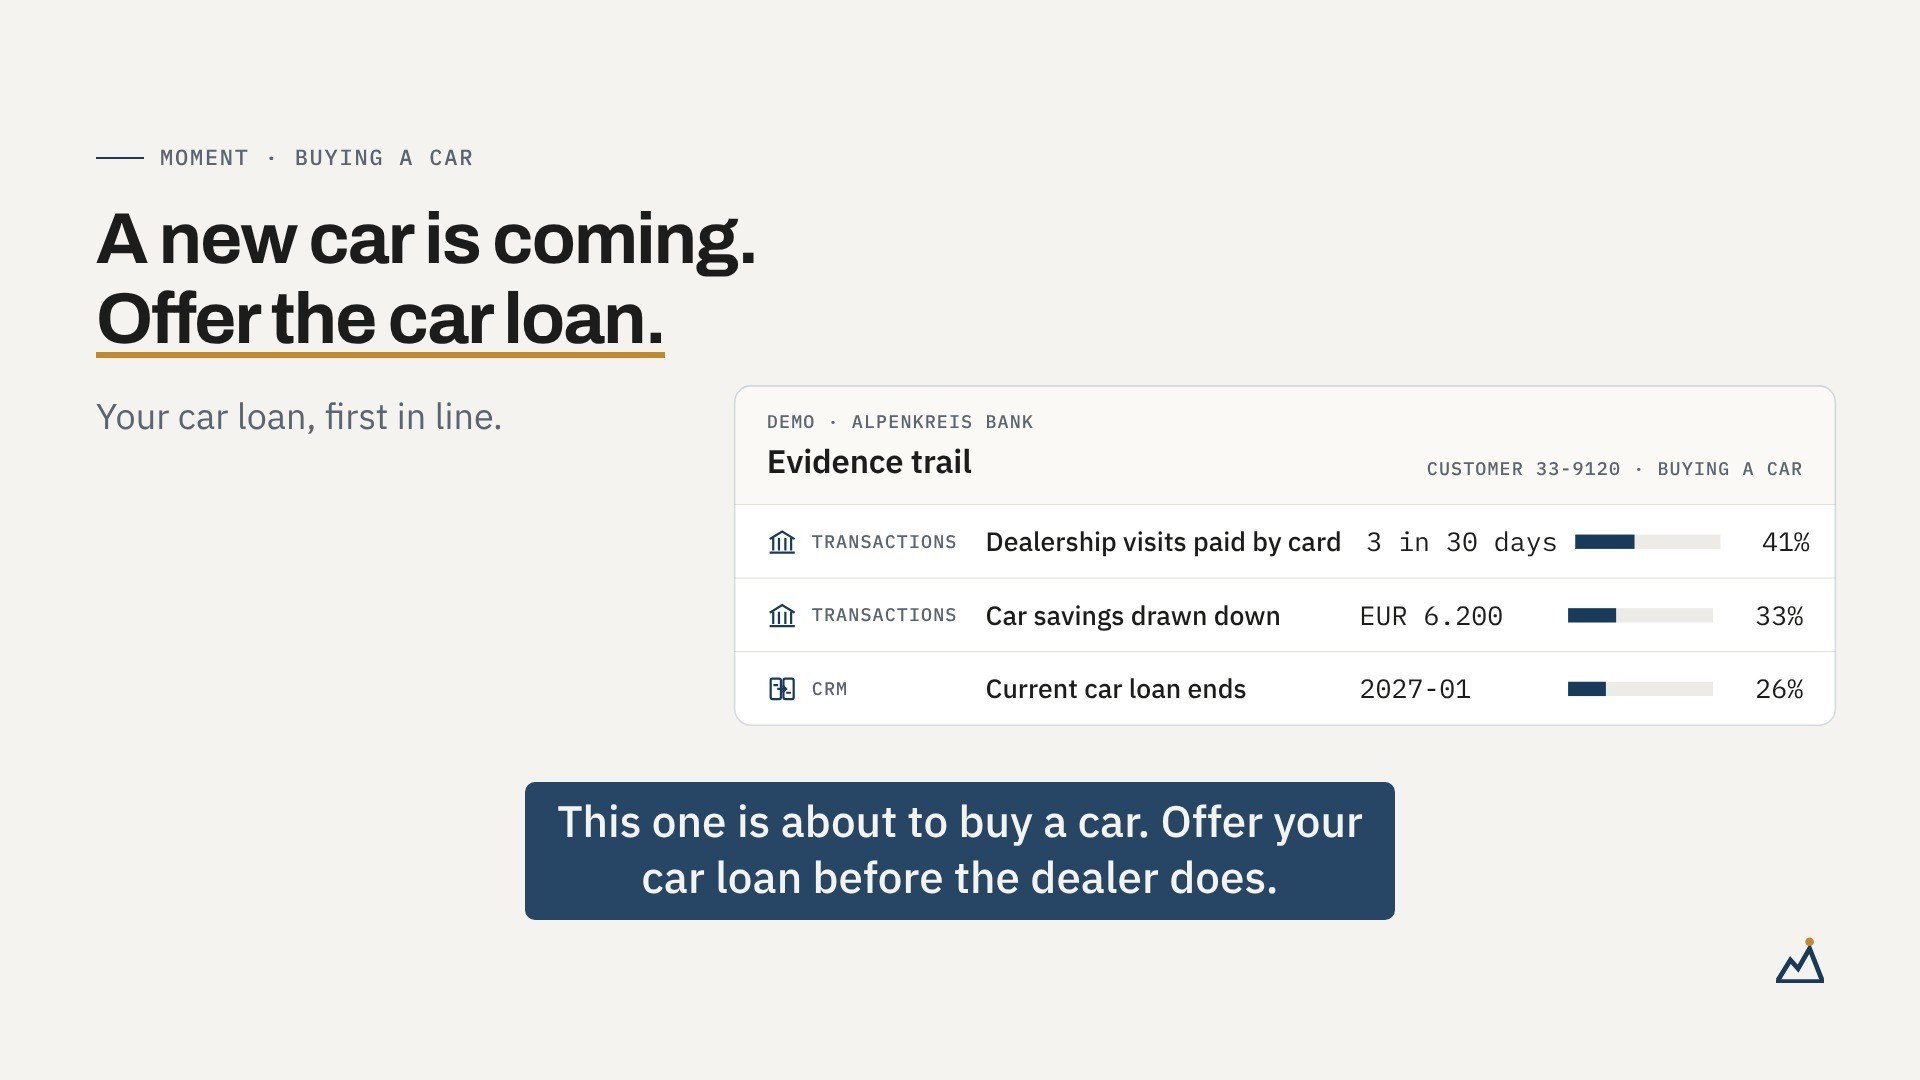 MOMENT · BUYING A CAR
A new car is coming.
Offer the car loan.
Your car loan, first in line.
DEMO · ALPENKREIS BANK
Evidence trail
CUSTOMER 33-9120 · BUYING A CAR
TRANSACTIONS Dealership visits paid by card 3 in 30 days 41%
TRANSACTIONS Car savings drawn down EUR 6.200 33%
CRM Current car loan ends 2027-01 26%
This one is about to buy a car. Offer your
car loan before the dealer does.